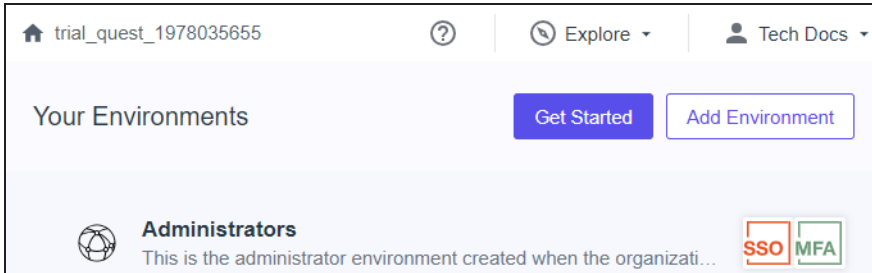 trial_quest_1978035655 ? Explore Tech Docs
Your Environments Get Started Add Environment
Administrators
This is the administrator environment created when the organizati...
SSO MFA